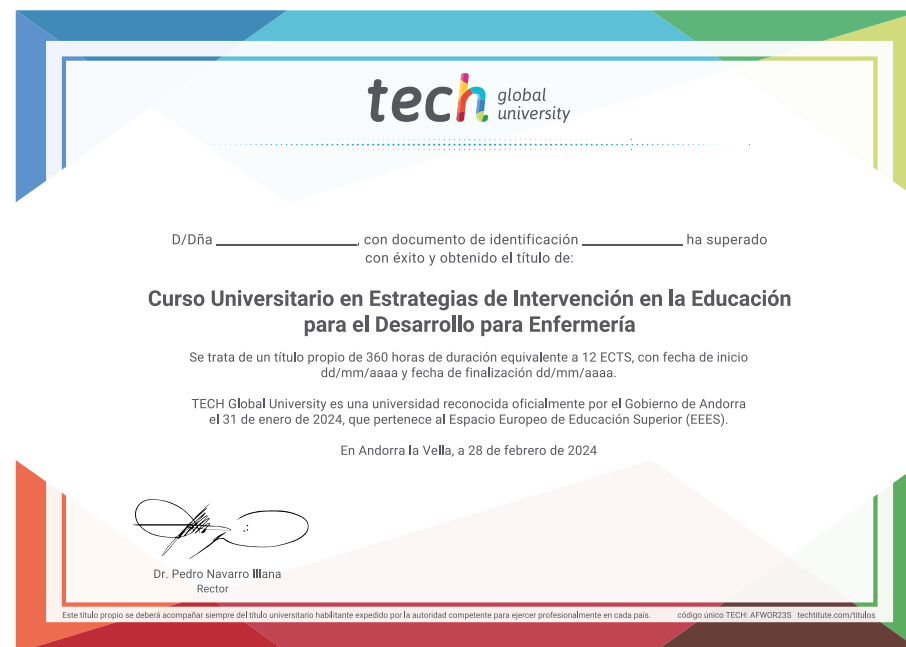 tech global university
D/Dña ____________________, con documento de identificación ______________ ha superado
con éxito y obtenido el título de:
Curso Universitario en Estrategias de Intervención en la Educación
para el Desarrollo para Enfermería
Se trata de un título propio de 360 horas de duración equivalente a 12 ECTS, con fecha de inicio
dd/mm/aaaa y fecha de finalización dd/mm/aaaa.
TECH Global University es una universidad reconocida oficialmente por el Gobierno de Andorra
el 31 de enero de 2024, que pertenece al Espacio Europeo de Educación Superior (EEES).
En Andorra la Vella, a 28 de febrero de 2024
Dr. Pedro Navarro Illana
Rector
Este título propio se deberá acompañar siempre del título universitario habilitante expedido por la autoridad competente para ejercer profesionalmente en cada país. código único TECH: AFWOR23S techtitute.com/títulos